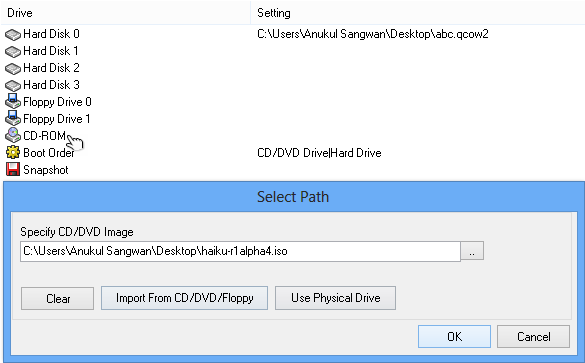 Drive Setting
Hard Disk 0 C:\Users\Anukul Sangwan\Desktop\abc.qcow2
Hard Disk 1
Hard Disk 2
Hard Disk 3
Floppy Drive 0
Floppy Drive 1
CD-ROM
Boot Order CD/DVD Drive|Hard Drive
Snapshot
Select Path
Specify CD/DVD Image
C:\Users\Anukul Sangwan\Desktop\haiku-r1alpha4.iso ..
Clear Import From CD/DVD/Floppy Use Physical Drive
OK Cancel